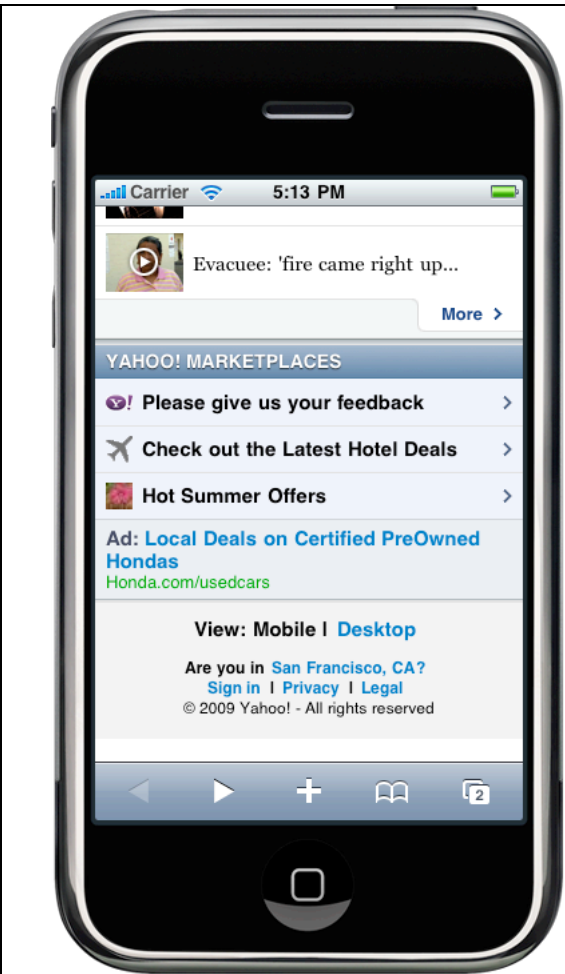 Carrier 5:13 PM
Evacuee: 'fire came right up...
More >
YAHOO! MARKETPLACES
Y! Please give us your feedback >
Check out the Latest Hotel Deals >
Hot Summer Offers >
Ad: Local Deals on Certified PreOwned
Hondas
Honda.com/usedcars
View: Mobile | Desktop
Are you in San Francisco, CA?
Sign in | Privacy | Legal
© 2009 Yahoo! - All rights reserved
2